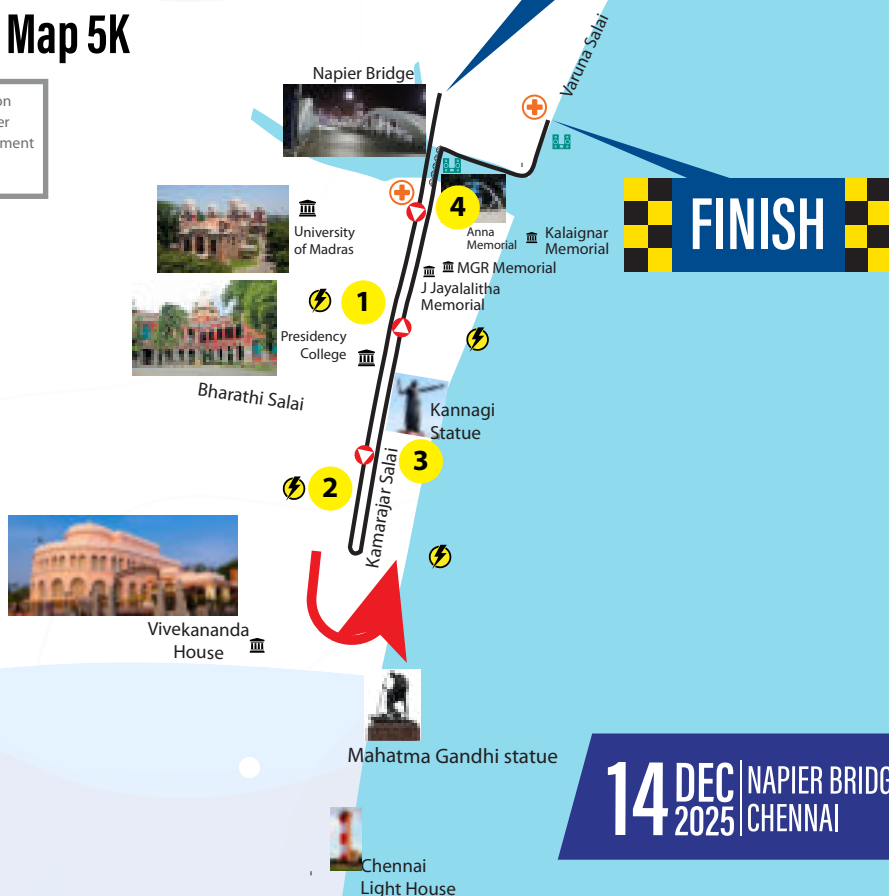 Map 5K
on
er
ment
Napier Bridge
Varuna Salai
FINISH
4
University
of Madras
Anna
Memorial
Kalaignar
Memorial
MGR Memorial
J Jayalalitha
Memorial
1
Presidency
College
Bharathi Salai
Kannagi
Statue
3
Kamarajar Salai
2
Vivekananda
House
Mahatma Gandhi statue
14 DEC
2025
NAPIER BRIDG
CHENNAI
Chennai
Light House